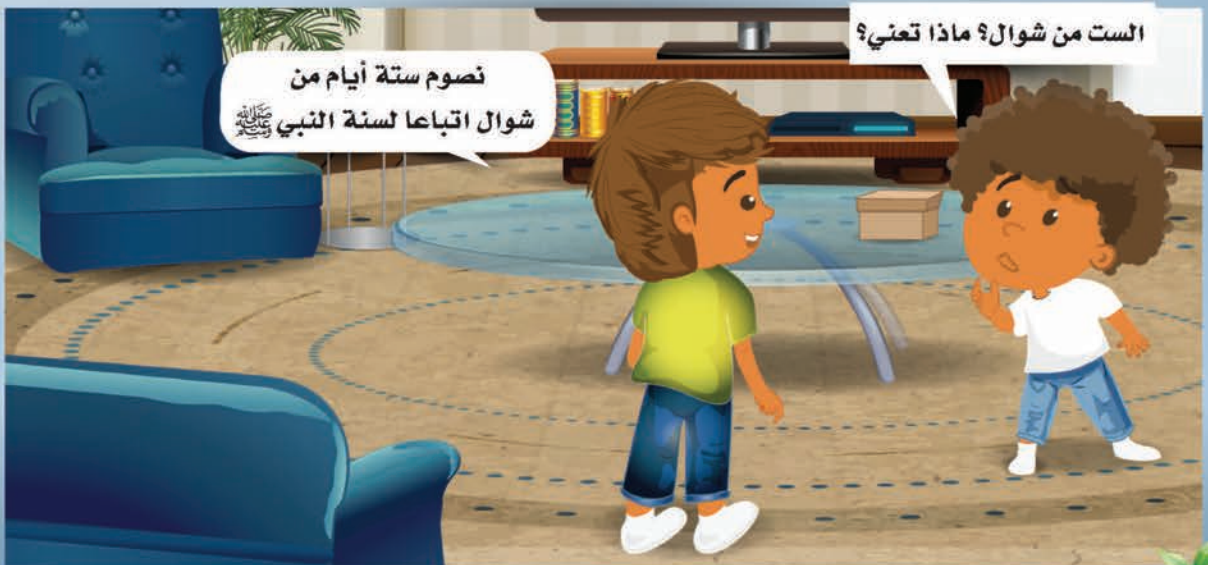 الست من شوال؟ ماذا تعني؟
نصوم ستة أيام من
شوال اتباعا لسنة النبي ﷺ